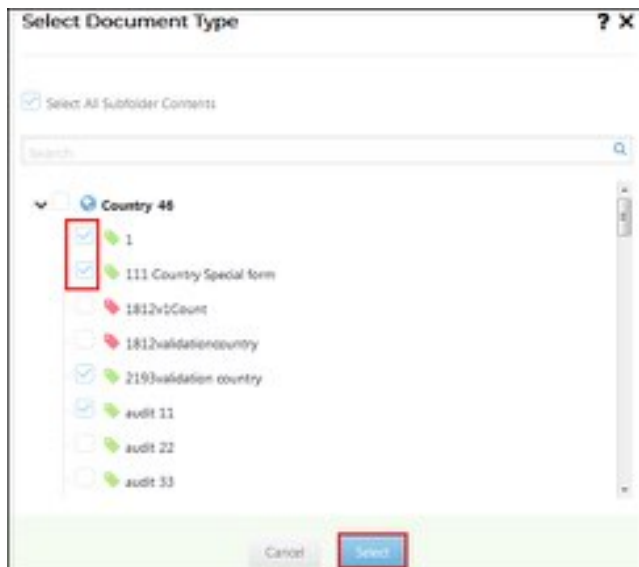 Select Document Type ? X
Select All Subfolder Contents
Search
Country 46
1
111 Country Special form
1812v1Count
1812validationcountry
2193validation country
audit 11
audit 22
audit 33
Cancel Select